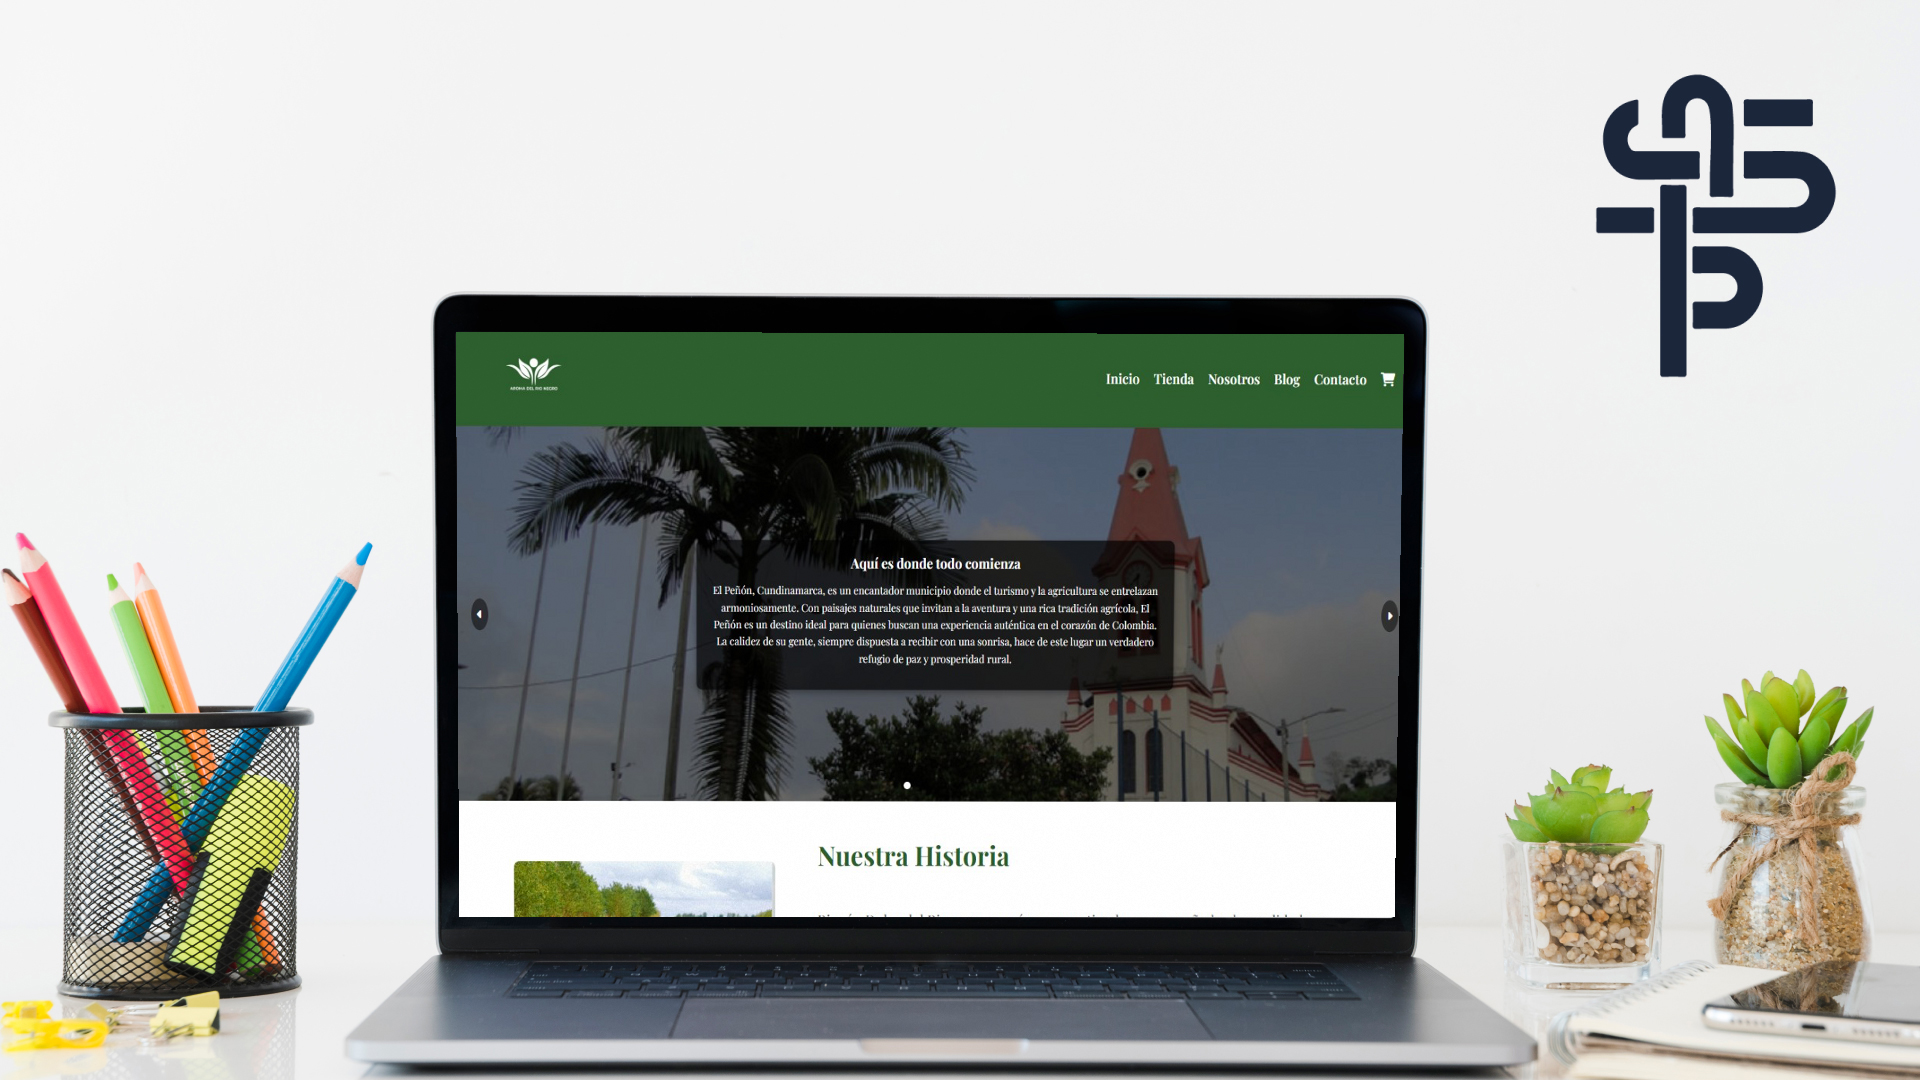 AROMA DEL RIO NEGRO
Inicio Tienda Nosotros Blog Contacto
Aquí es donde todo comienza
El Peñón, Cundinamarca, es un encantador municipio donde el turismo y la agricultura se entrelazan
armoniosamente. Con paisajes naturales que invitan a la aventura y una rica tradición agrícola, El
Peñón es un destino ideal para quienes buscan una experiencia auténtica en el corazón de Colombia.
La calidez de su gente, siempre dispuesta a recibir con una sonrisa, hace de este lugar un verdadero
refugio de paz y prosperidad rural.
Nuestra Historia